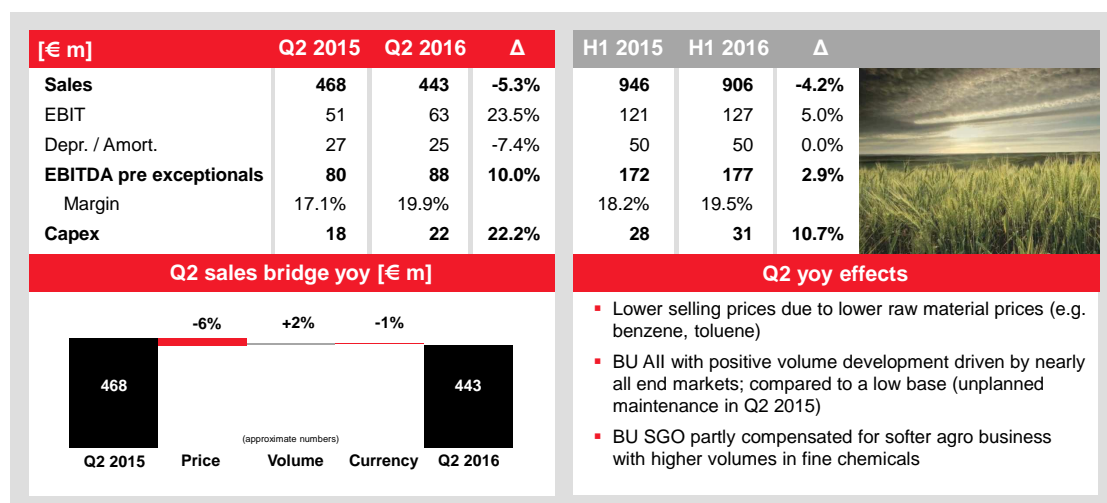 [€ m] Q2 2015 Q2 2016 Δ
Sales 468 443 -5.3%
EBIT 51 63 23.5%
Depr. / Amort. 27 25 -7.4%
EBITDA pre exceptionals 80 88 10.0%
Margin 17.1% 19.9%
Capex 18 22 22.2%
H1 2015 H1 2016 Δ
946 906 -4.2%
121 127 5.0%
50 50 0.0%
172 177 2.9%
18.2% 19.5%
28 31 10.7%
Q2 sales bridge yoy [€ m]
-6% +2% -1%
468 443
(approximate numbers)
Q2 2015 Price Volume Currency Q2 2016
Q2 yoy effects
▪ Lower selling prices due to lower raw material prices (e.g.
benzene, toluene)
▪ BU AII with positive volume development driven by nearly
all end markets; compared to a low base (unplanned
maintenance in Q2 2015)
▪ BU SGO partly compensated for softer agro business
with higher volumes in fine chemicals